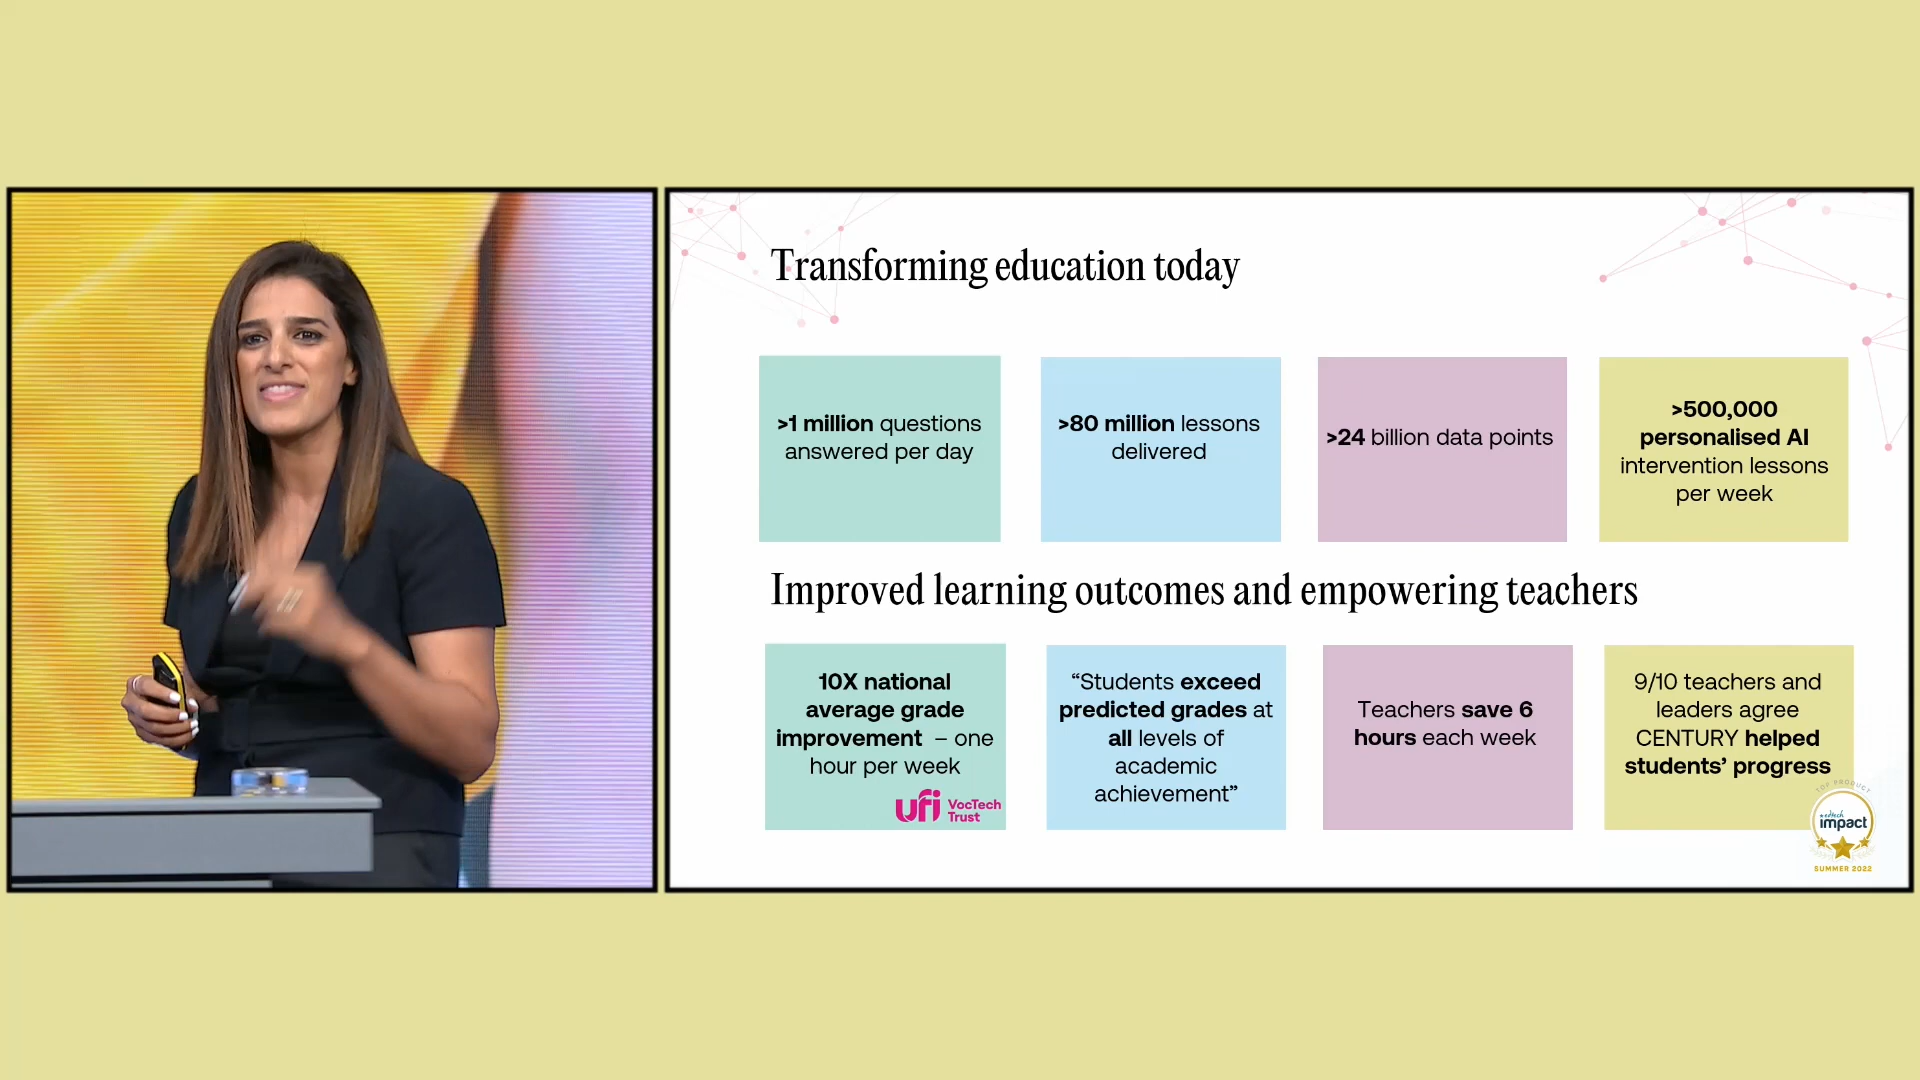 Transforming education today
>1 million questions
answered per day
>80 million lessons
delivered
>24 billion data points
>500,000
personalised AI
intervention lessons
per week
Improved learning outcomes and empowering teachers
10X national
average grade
improvement – one
hour per week
ufi VocTech
Trust
“Students exceed
predicted grades at
all levels of
academic
achievement”
Teachers save 6
hours each week
9/10 teachers and
leaders agree
CENTURY helped
students’ progress
TOP PRODUCT
edtech
impact
SUMMER 2022